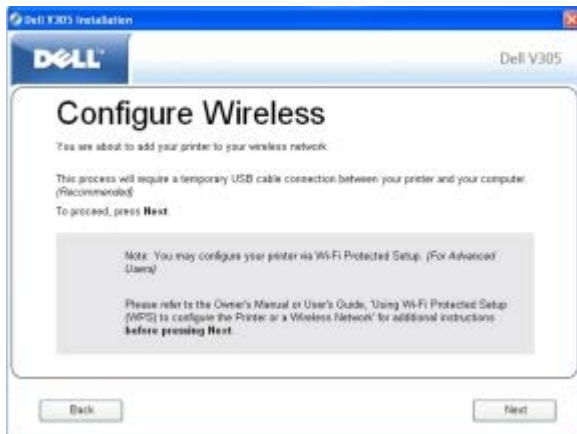 Dell V305 Installation
DELL™
Dell V305
Configure Wireless
You are about to add your printer to your wireless network.
This process will require a temporary USB cable connection between your printer and your computer.
(Recommended)
To proceed, press Next.
Note: You may configure your printer via Wi-Fi Protected Setup. (For Advanced
Users)
Please refer to the Owner's Manual or User's Guide, 'Using Wi-Fi Protected Setup
(WPS) to configure the Printer or a Wireless Network' for additional instructions
before pressing Next.
Back
Next